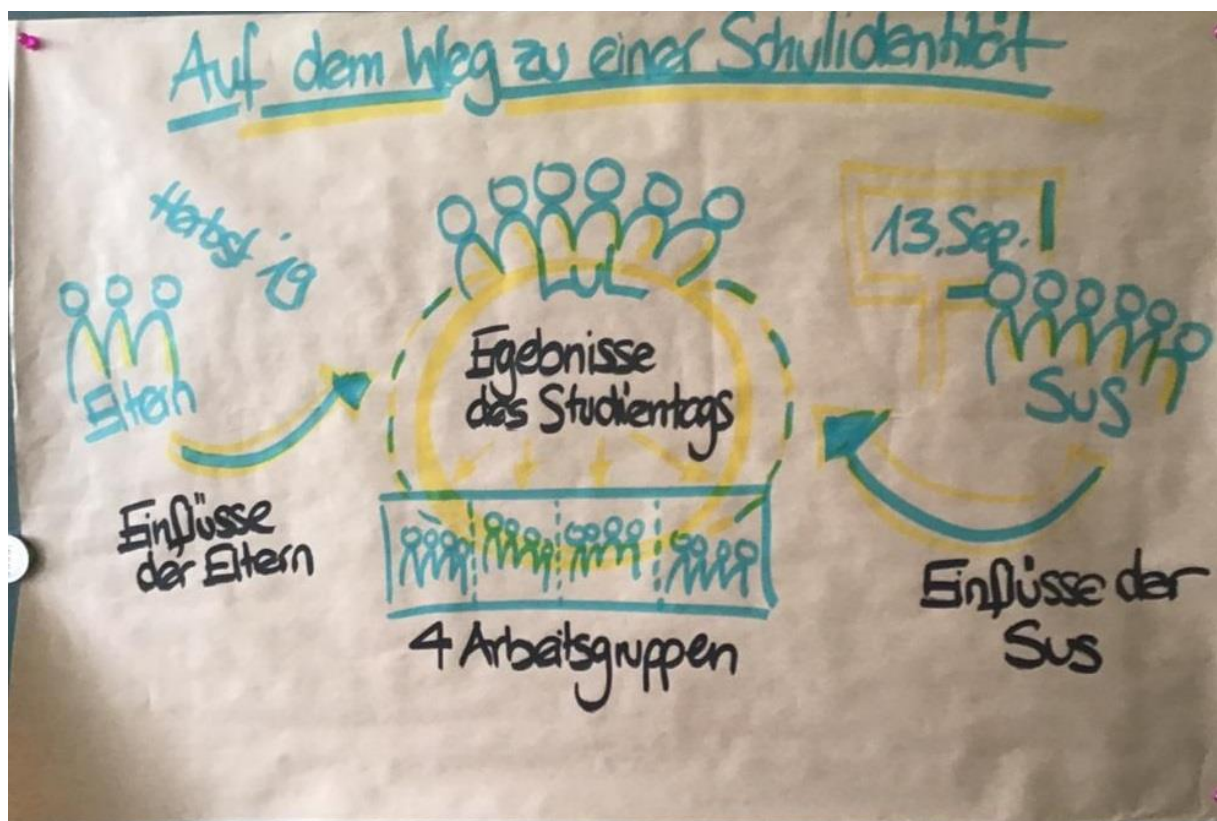 Auf dem Weg zu einer Schulidentität
Herbst '19
Eltern
Einflüsse
der Eltern
LuL
Egebnisse
des Studientags
4 Arbeitsgruppen
13. Sep.
SuS
Einflüsse der
SuS